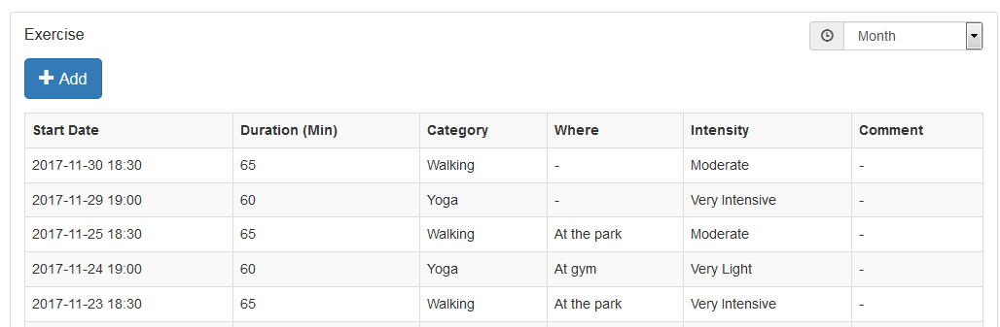 Exercise
Month
Add
Start Date Duration (Min) Category Where Intensity Comment
2017-11-30 18:30 65 Walking - Moderate -
2017-11-29 19:00 60 Yoga - Very Intensive -
2017-11-25 18:30 65 Walking At the park Moderate -
2017-11-24 19:00 60 Yoga At gym Very Light -
2017-11-23 18:30 65 Walking At the park Very Intensive -